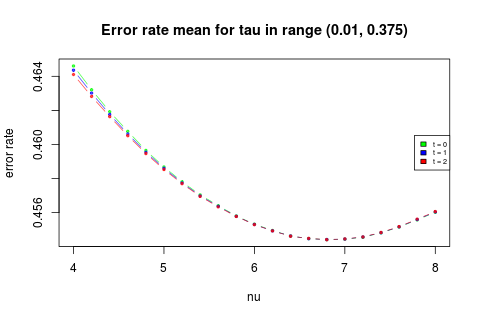 Error rate mean for tau in range (0.01, 0.375)
error rate
0.464
0.460
0.456
t = 0
t = 1
t = 2
4
5
6
7
8
nu